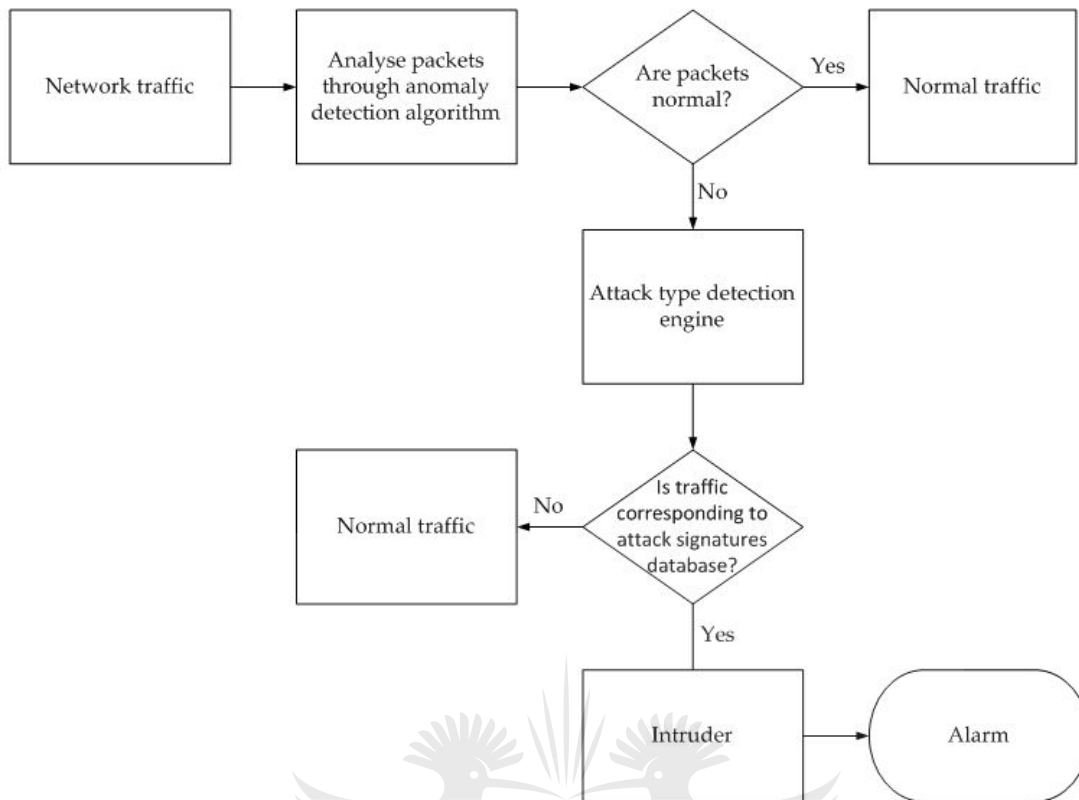 Network traffic
Analyse packets
through anomaly
detection algorithm
Are packets
normal?
Yes
Normal traffic
No
Attack type detection
engine
Is traffic
corresponding to
attack signatures
database?
No
Normal traffic
Yes
Intruder
Alarm